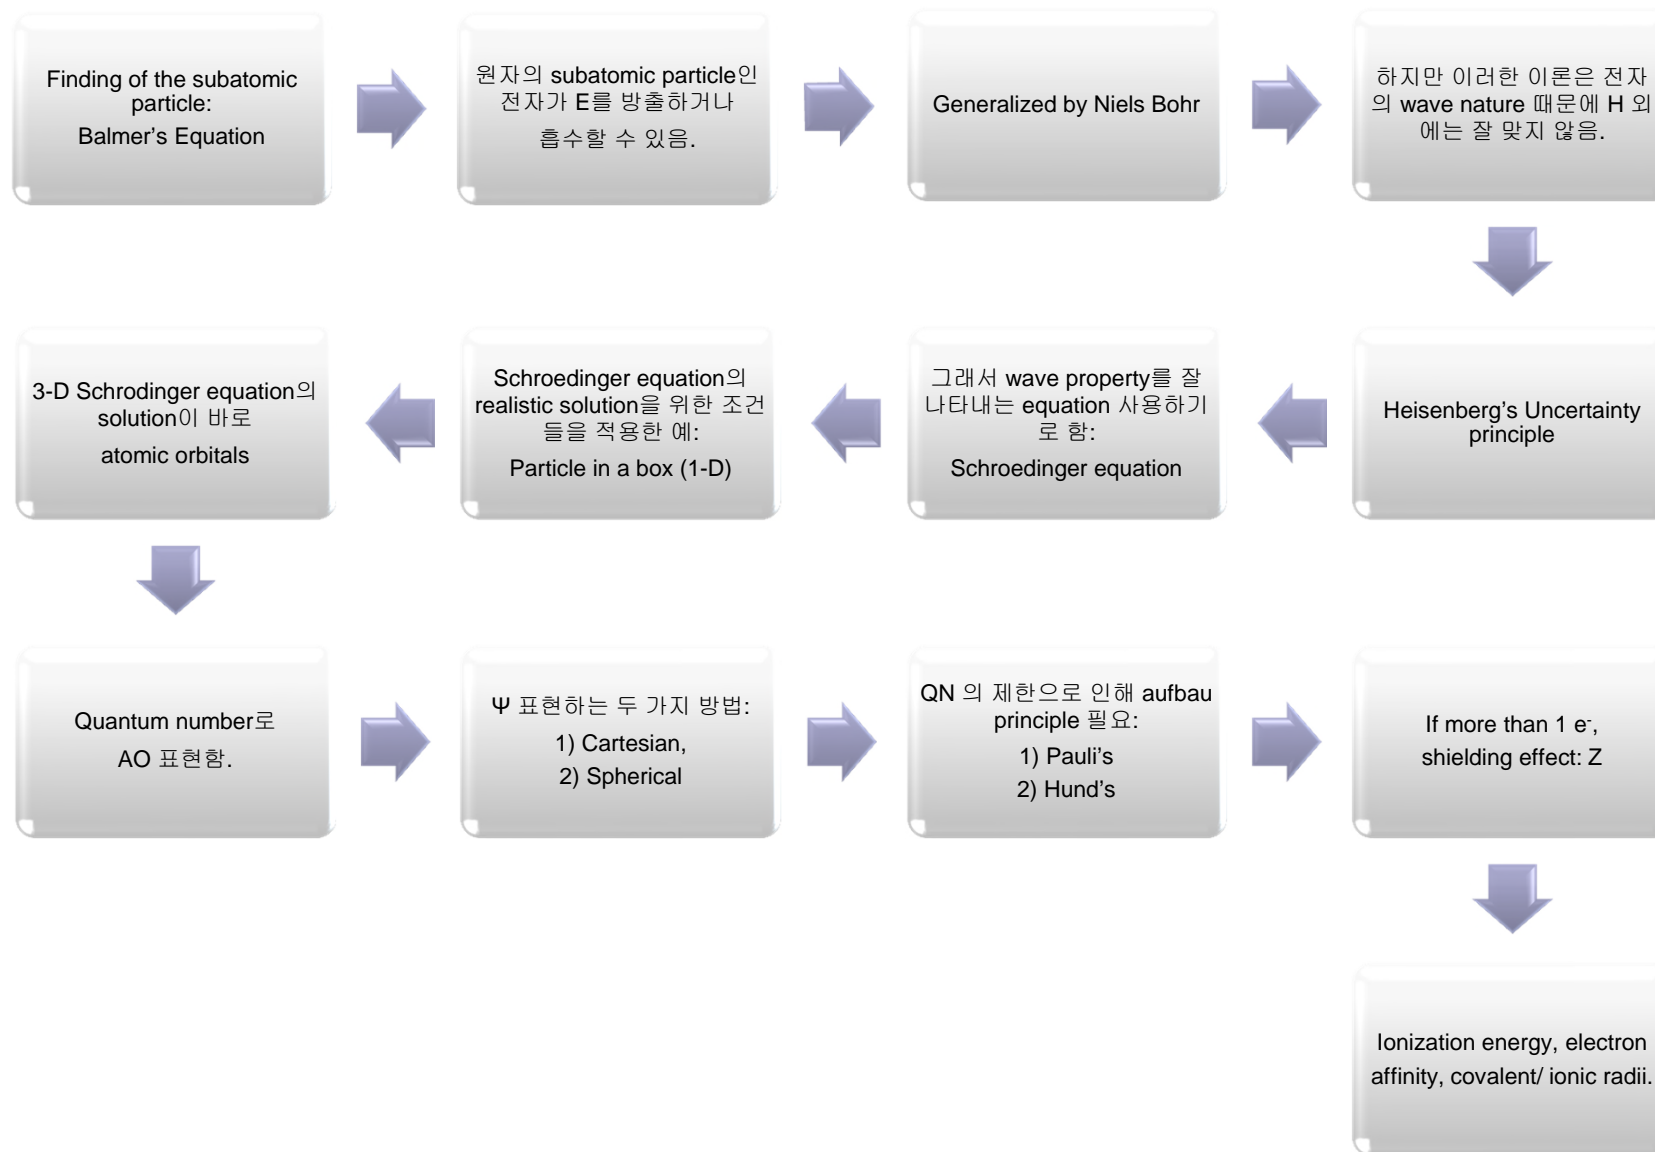 Finding of the subatomic
particle:
Balmer's Equation
원자의 subatomic particle인
전자가 E를 방출하거나
흡수할 수 있음.
Generalized by Niels Bohr
하지만 이러한 이론은 전자
의 wave nature 때문에 H 외
에는 잘 맞지 않음.
Heisenberg's Uncertainty
principle
그래서 wave property를 잘
나타내는 equation 사용하기
로 함:
Schroedinger equation
Schroedinger equation의
realistic solution을 위한 조건
들을 적용한 예:
Particle in a box (1-D)
3-D Schrodinger equation의
solution이 바로
atomic orbitals
Quantum number로
AO 표현함.
Ψ 표현하는 두 가지 방법:
1) Cartesian,
2) Spherical
QN 의 제한으로 인해 aufbau
principle 필요:
1) Pauli's
2) Hund's
If more than 1 e⁻,
shielding effect: Z
Ionization energy, electron
affinity, covalent/ ionic radii.